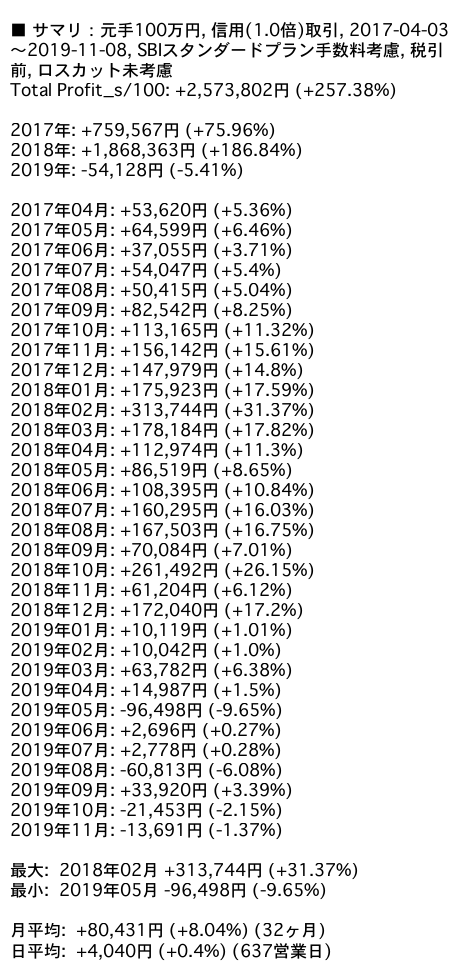 ■ サマリ：元手100万円, 信用(1.0倍)取引, 2017-04-03
～2019-11-08, SBIスタンダードプラン手数料考慮, 税引
前, ロスカット未考慮
Total Profit_s/100: +2,573,802円 (+257.38%)
2017年: +759,567円 (+75.96%)
2018年: +1,868,363円 (+186.84%)
2019年: -54,128円 (-5.41%)
2017年04月: +53,620円 (+5.36%)
2017年05月: +64,599円 (+6.46%)
2017年06月: +37,055円 (+3.71%)
2017年07月: +54,047円 (+5.4%)
2017年08月: +50,415円 (+5.04%)
2017年09月: +82,542円 (+8.25%)
2017年10月: +113,165円 (+11.32%)
2017年11月: +156,142円 (+15.61%)
2017年12月: +147,979円 (+14.8%)
2018年01月: +175,923円 (+17.59%)
2018年02月: +313,744円 (+31.37%)
2018年03月: +178,184円 (+17.82%)
2018年04月: +112,974円 (+11.3%)
2018年05月: +86,519円 (+8.65%)
2018年06月: +108,395円 (+10.84%)
2018年07月: +160,295円 (+16.03%)
2018年08月: +167,503円 (+16.75%)
2018年09月: +70,084円 (+7.01%)
2018年10月: +261,492円 (+26.15%)
2018年11月: +61,204円 (+6.12%)
2018年12月: +172,040円 (+17.2%)
2019年01月: +10,119円 (+1.01%)
2019年02月: +10,042円 (+1.0%)
2019年03月: +63,782円 (+6.38%)
2019年04月: +14,987円 (+1.5%)
2019年05月: -96,498円 (-9.65%)
2019年06月: +2,696円 (+0.27%)
2019年07月: +2,778円 (+0.28%)
2019年08月: -60,813円 (-6.08%)
2019年09月: +33,920円 (+3.39%)
2019年10月: -21,453円 (-2.15%)
2019年11月: -13,691円 (-1.37%)
最大: 2018年02月 +313,744円 (+31.37%)
最小: 2019年05月 -96,498円 (-9.65%)
月平均: +80,431円 (+8.04%) (32ヶ月)
日平均: +4,040円 (+0.4%) (637営業日)